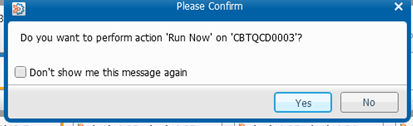 Please Confirm
Do you want to perform action 'Run Now' on 'CBTQCD0003'?
Don't show me this message again
Yes
No